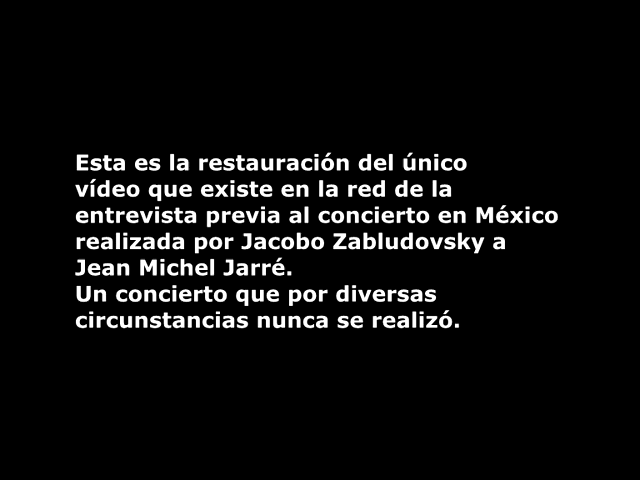 Esta es la restauración del único
vídeo que existe en la red de la
entrevista previa al concierto en México
realizada por Jacobo Zabludovsky a
Jean Michel Jarré.
Un concierto que por diversas
circunstancias nunca se realizó.